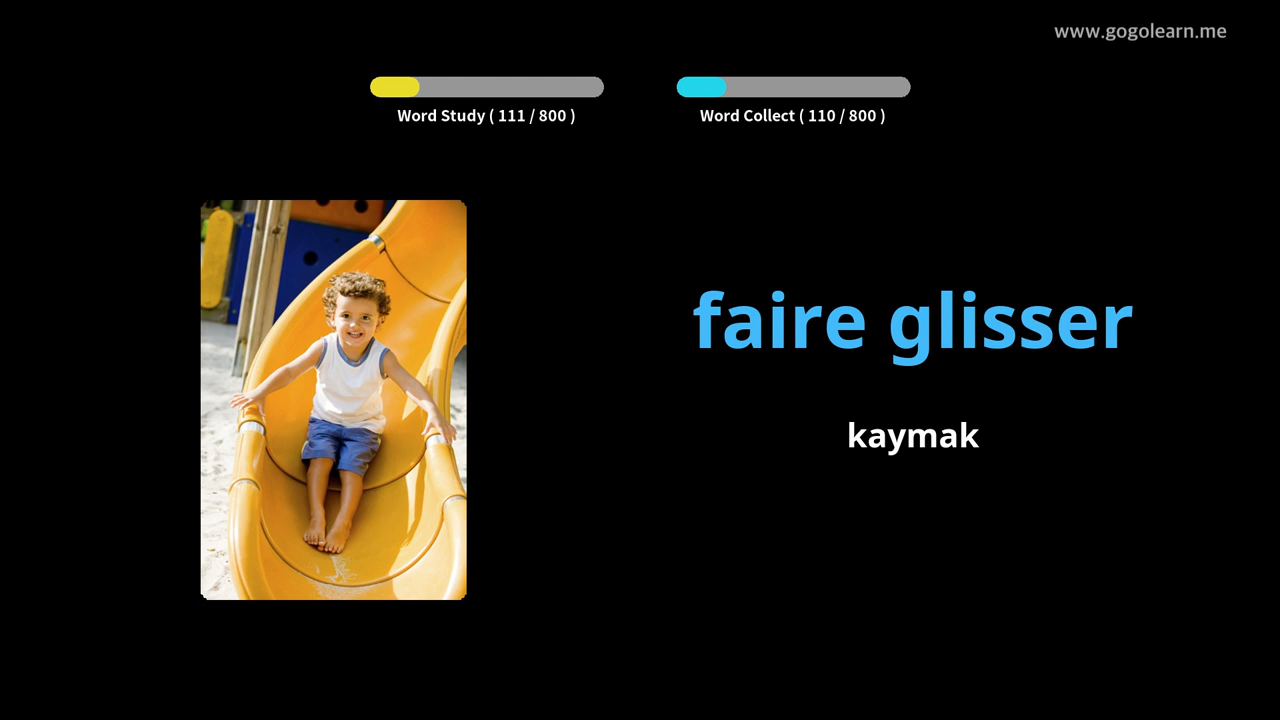 www.gogolearn.me
Word Study ( 111 / 800 )
Word Collect ( 110 / 800 )
faire glisser
kaymak